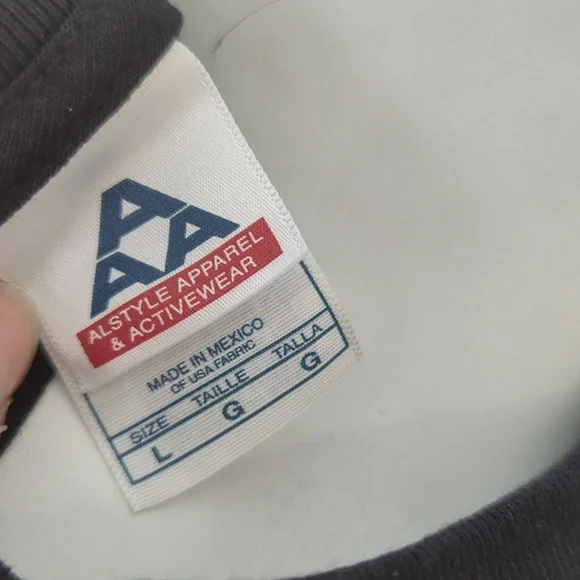 AAA
ALSTYLE APPAREL
& ACTIVEWEAR
MADE IN MEXICO
OF USA FABRIC
SIZE TAILLE TALLA
L G G